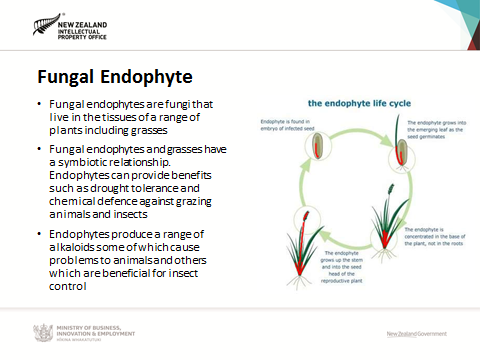 NEW ZEALAND
INTELLECTUAL
PROPERTY OFFICE
Fungal Endophyte
• Fungal endophytes are fungi that
live in the tissues of a range of
plants including grasses
• Fungal endophytes and grasses have
a symbiotic relationship.
Endophytes can provide benefits
such as drought tolerance and
chemical defence against grazing
animals and insects
• Endophytes produce a range of
alkaloids some of which cause
problems to animals and others
which are beneficial for insect
control
the endophyte life cycle
Endophyte is found in
embryo of infected seed
The endophyte grows into
the emerging leaf as the
seed germinates
The endophyte is
concentrated in the base of
the plant, not in the roots
The endophyte
grows up the stem
and into the seed
head of the
reproductive plant
MINISTRY OF BUSINESS,
INNOVATION & EMPLOYMENT
HĪKINA WHAKATUTUKI
New Zealand Government